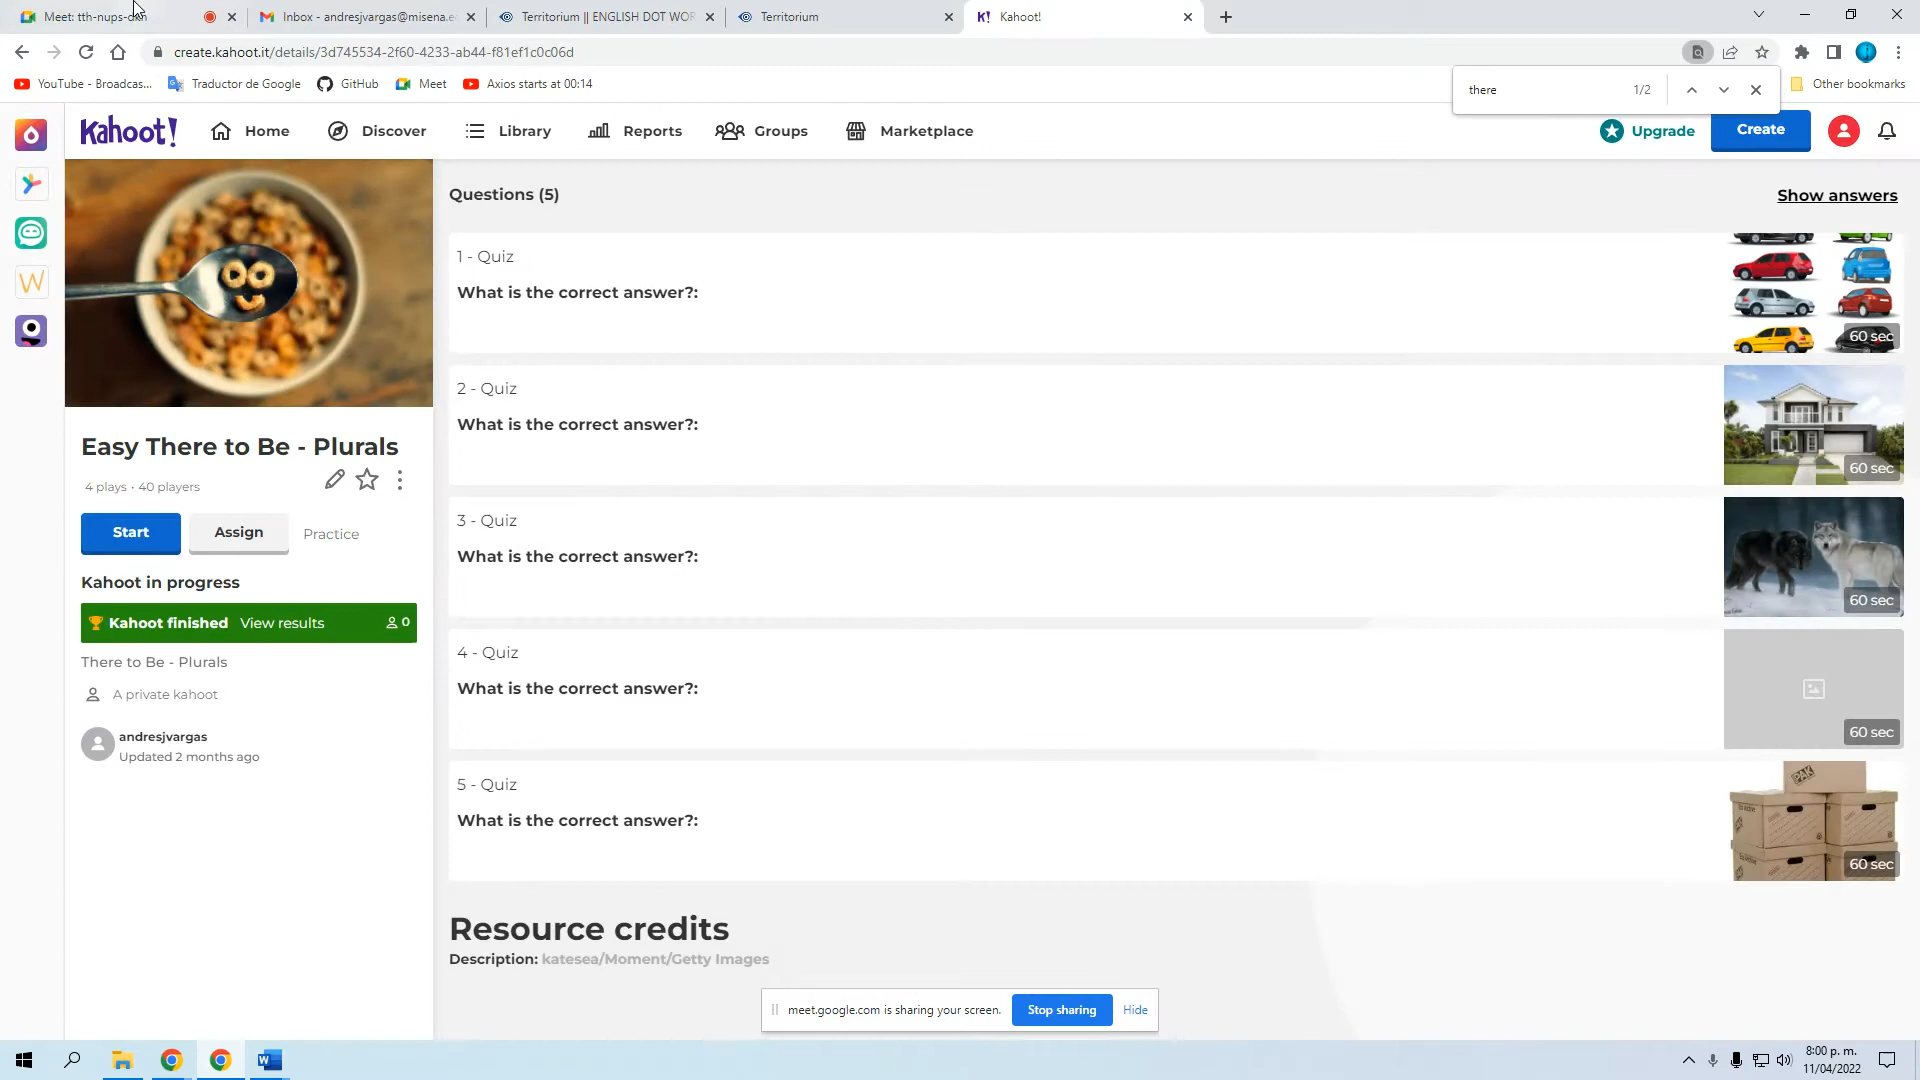 Meet: tth-nups-
Inbox - andresjvargas@misena.e
Territorium || ENGLISH DOT WOR
Territorium
K! Kahoot!
create.kahoot.it/details/3d745534-2f60-4233-ab44-f81ef1c0c06d
YouTube - Broadcas...
Traductor de Google
GitHub
Meet
Axios starts at 00:14
Other bookmarks
there 1/2
Kahoot!
Home
Discover
Library
Reports
Groups
Marketplace
Upgrade
Create
W
Easy There to Be - Plurals
4 plays · 40 players
Start
Assign
Practice
Kahoot in progress
Kahoot finished View results 0
There to Be - Plurals
A private kahoot
andresjvargas
Updated 2 months ago
Questions (5)
Show answers
1 - Quiz
What is the correct answer?:
60 sec
2 - Quiz
What is the correct answer?:
60 sec
3 - Quiz
What is the correct answer?:
60 sec
4 - Quiz
What is the correct answer?:
60 sec
5 - Quiz
What is the correct answer?:
PAK
60 sec
Resource credits
Description: katesea/Moment/Getty Images
meet.google.com is sharing your screen.
Stop sharing
Hide
8:00 p. m.
11/04/2022